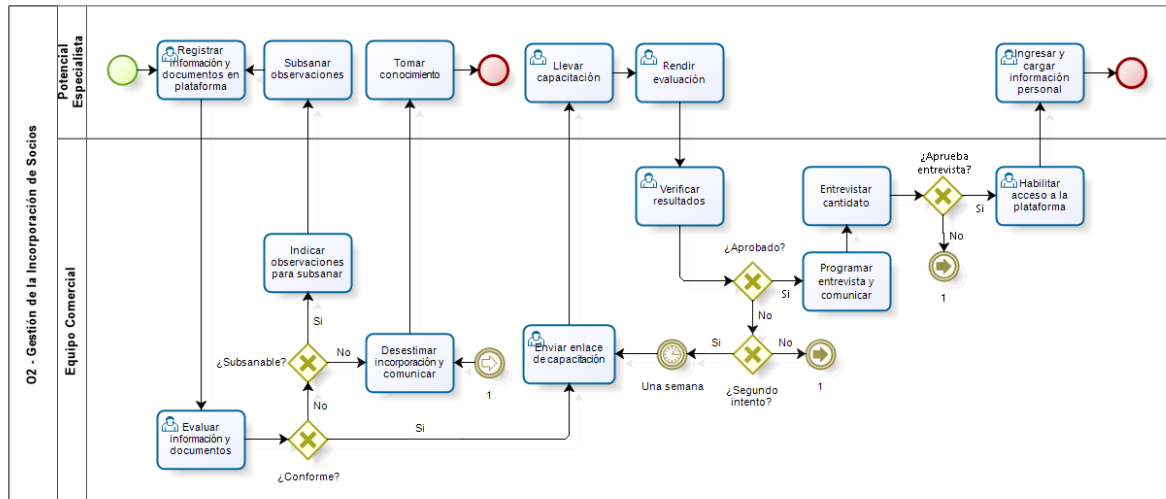 O2 - Gestión de la Incorporación de Socios
Potencial
Especialista
Registrar
información y
documentos en
plataforma
Subsanar
observaciones
Tomar
conocimiento
Llevar
capacitación
Rendir
evaluación
Ingresar y
cargar
información
personal
Equipo Comercial
Verificar
resultados
Entrevistar
cantidato
¿Aprueba
entrevista?
Si
Habilitar
acceso a la
plataforma
No
1
Indicar
observaciones
para subsanar
¿Aprobado?
Si
Programar
entrevista y
comunicar
No
Si
¿Subsanable?
No
Desestimar
incorporación y
comunicar
1
Enviar enlace
de capacitación
Una semana
Si
¿Segundo
intento?
No
1
No
Evaluar
información y
documentos
¿Conforme?
Si